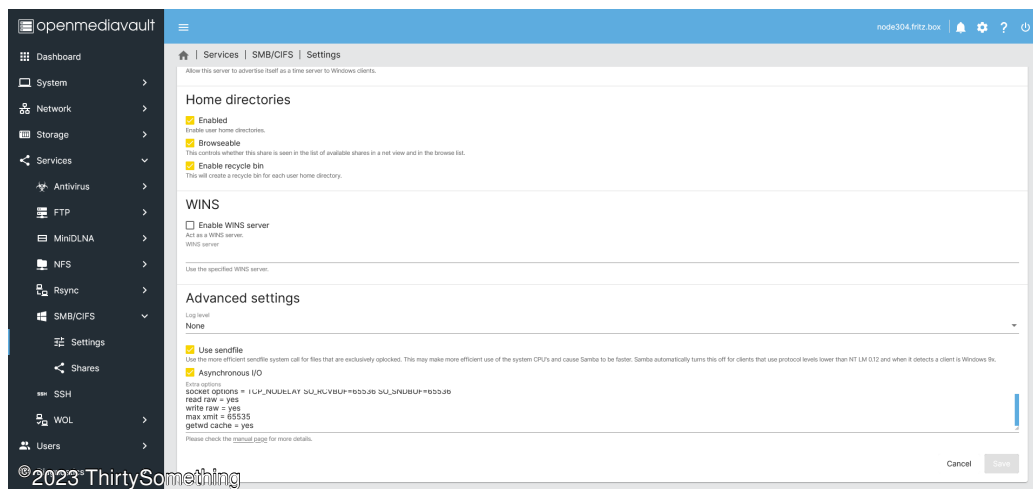 openmediavault
node304.fritz.box
Dashboard
System
Network
Storage
Services
Antivirus
FTP
MiniDLNA
NFS
Rsync
SMB/CIFS
Settings
Shares
SSH
SSH
WOL
Users
| Services | SMB/CIFS | Settings
Allow this server to advertise itself as a time server to Windows clients.
Home directories
Enabled
Enable user home directories.
Browseable
This controls whether this share is seen in the list of available shares in a net view and in the browse list.
Enable recycle bin
This will create a recycle bin for each user home directory.
WINS
Enable WINS server
Act as a WINS server.
WINS server
Use the specified WINS server.
Advanced settings
Log level
None
Use sendfile
Use the more efficient sendfile system call for files that are exclusively oplocked. This may make more efficient use of the system CPU's and cause Samba to be faster. Samba automatically turns this off for clients that use protocol levels lower than NT LM 0.12 and when it detects a client is Windows 9x.
Asynchronous I/O
Extra options
socket options = TCP_NODELAY SO_RCVBUF=65536 SO_SNDBUF=65536
read raw = yes
write raw = yes
max xmit = 65535
getwd cache = yes
Please check the manual page for more details.
Cancel
Save
© 2023 ThirtySomething